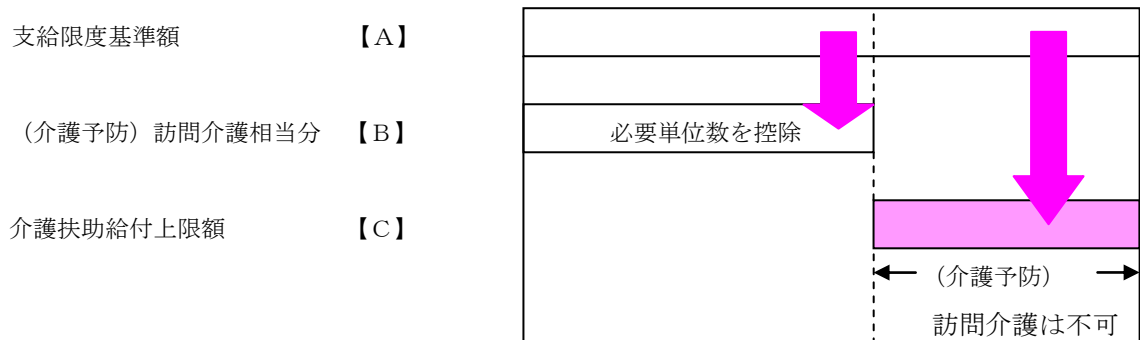 支給限度基準額 【A】
（介護予防）訪問介護相当分 【B】 必要単位数を控除
介護扶助給付上限額 【C】
（介護予防）
訪問介護は不可